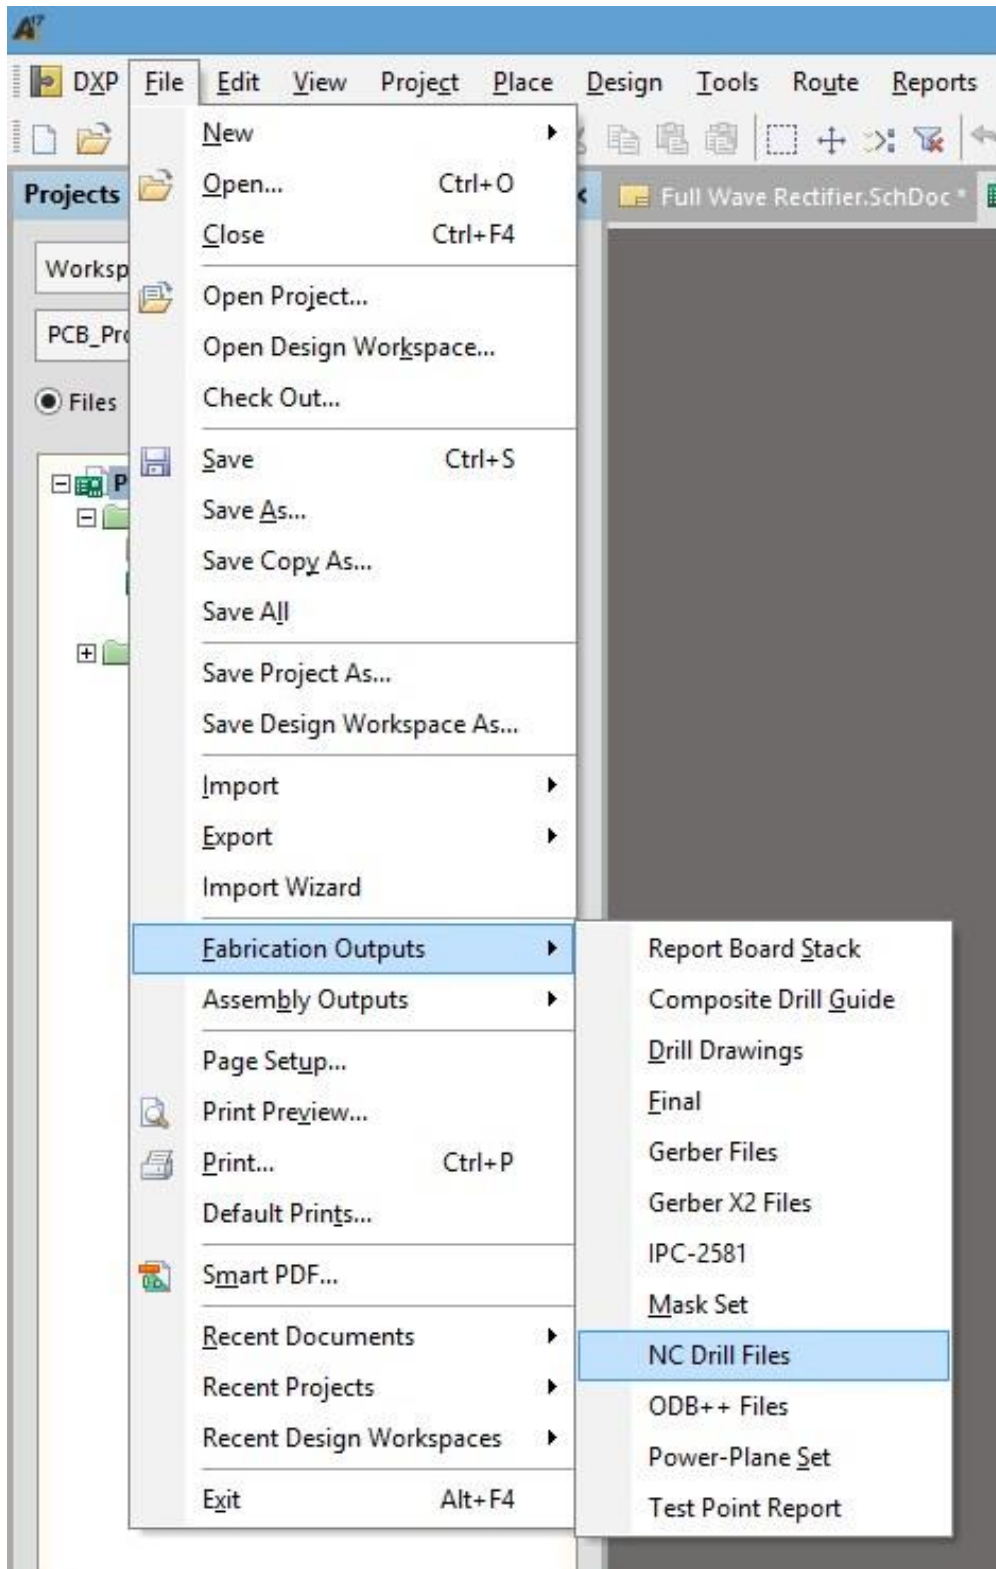 A17
DXP File Edit View Project Place Design Tools Route Reports
Projects
Full Wave Rectifier.SchDoc *
Worksp
PCB_Pro
Files
P
New
Open... Ctrl+O
Close Ctrl+F4
Open Project...
Open Design Workspace...
Check Out...
Save Ctrl+S
Save As...
Save Copy As...
Save All
Save Project As...
Save Design Workspace As...
Import
Export
Import Wizard
Fabrication Outputs
Assembly Outputs
Page Setup...
Print Preview...
Print... Ctrl+P
Default Prints...
Smart PDF...
Recent Documents
Recent Projects
Recent Design Workspaces
Exit Alt+F4
Report Board Stack
Composite Drill Guide
Drill Drawings
Final
Gerber Files
Gerber X2 Files
IPC-2581
Mask Set
NC Drill Files
ODB++ Files
Power-Plane Set
Test Point Report